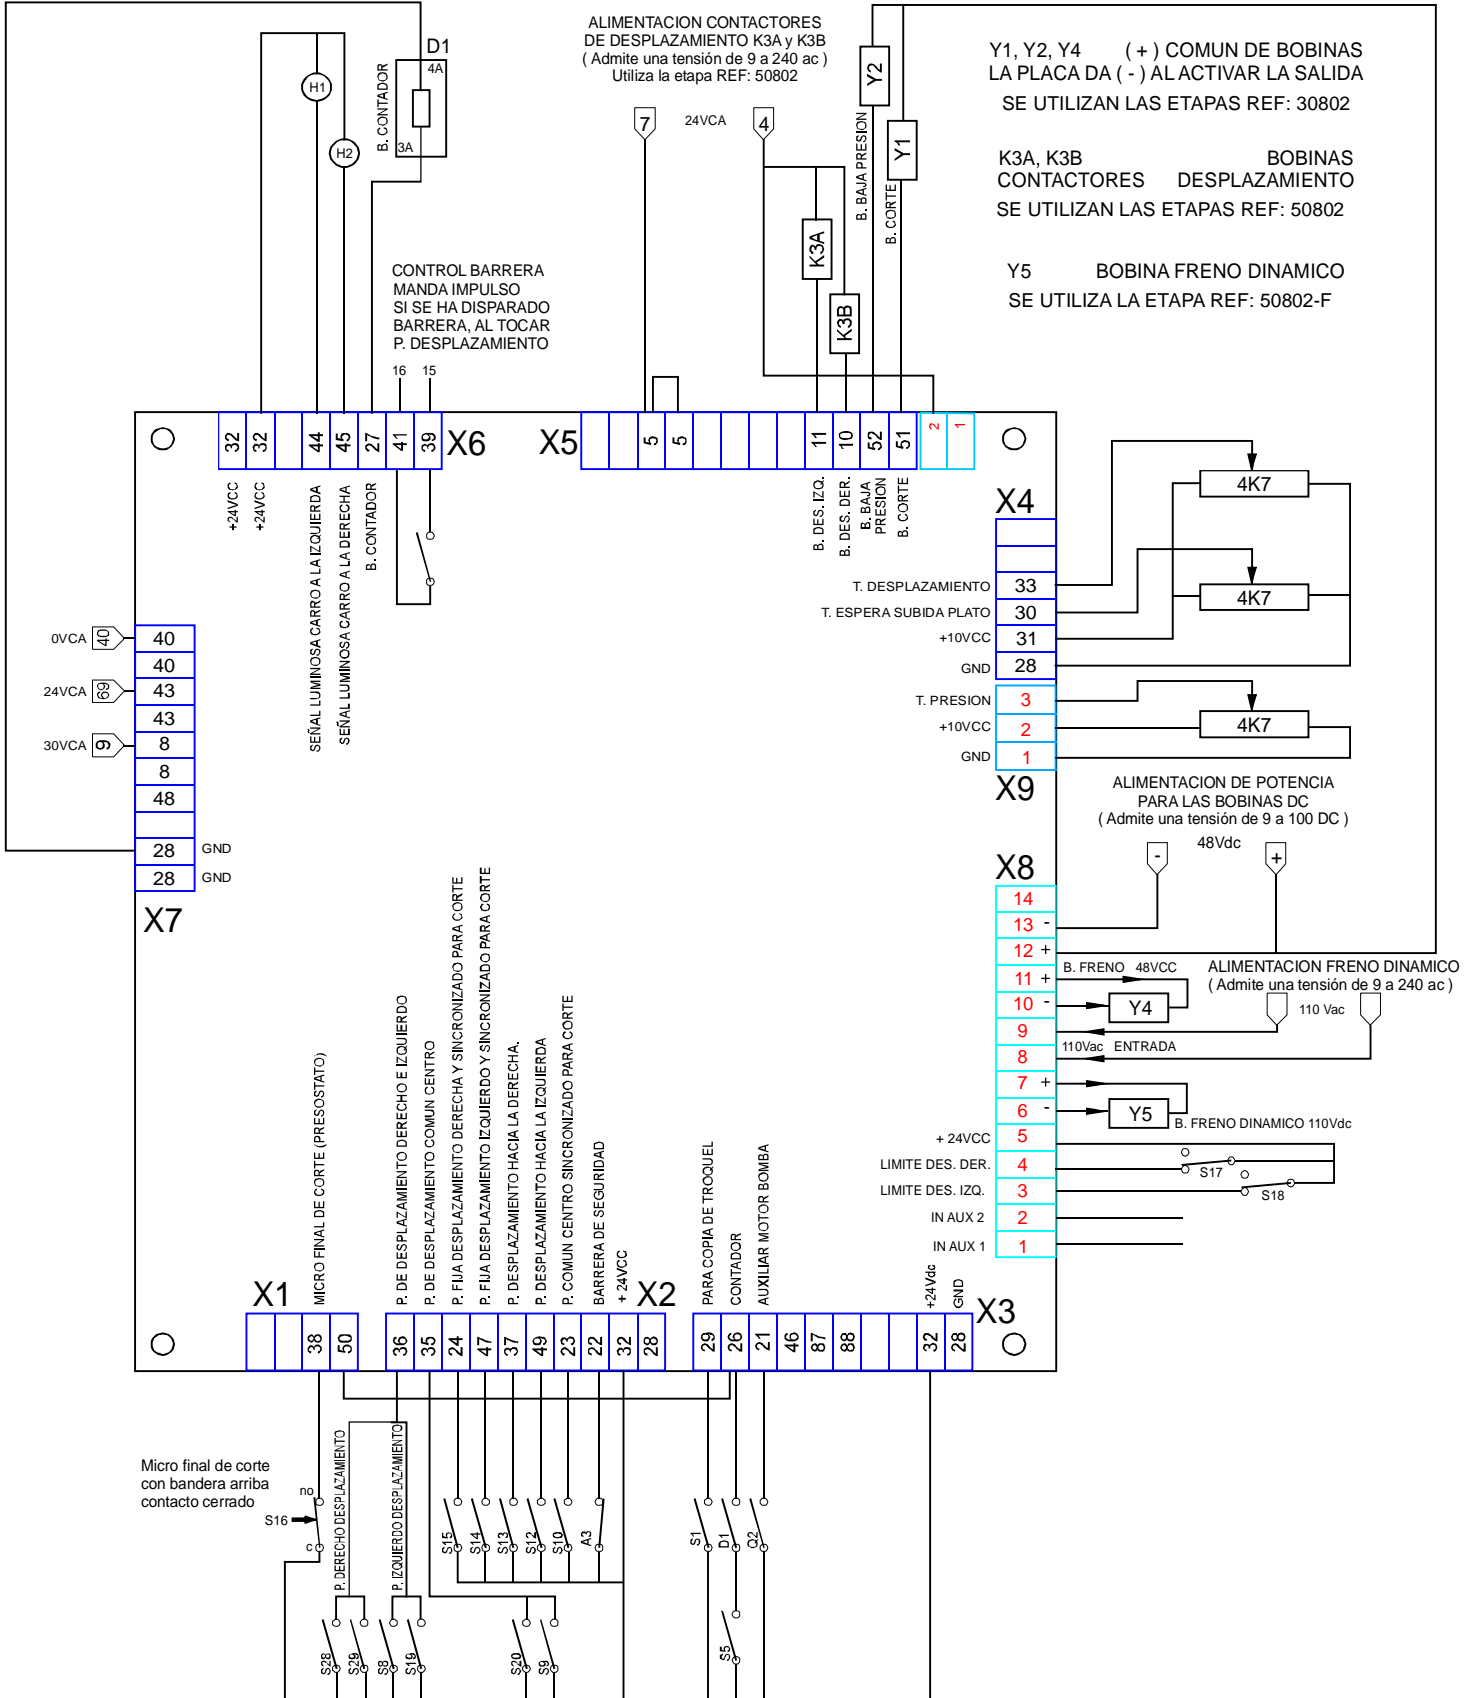 ALIMENTACION CONTACTORES
DE DESPLAZAMIENTO K3A y K3B
( Admite una tensión de 9 a 240 ac )
Utiliza la etapa REF: 50802
7
24VCA
4
D1
4A
3A
B. CONTADOR
H1
H2
Y2
Y1
B. BAJA PRESION
B. CORTE
K3A
K3B
Y1, Y2, Y4 ( + ) COMUN DE BOBINAS
LA PLACA DA ( - ) AL ACTIVAR LA SALIDA
SE UTILIZAN LAS ETAPAS REF: 30802
K3A, K3B BOBINAS
CONTACTORES DESPLAZAMIENTO
SE UTILIZAN LAS ETAPAS REF: 50802
Y5 BOBINA FRENO DINAMICO
SE UTILIZA LA ETAPA REF: 50802-F
CONTROL BARRERA
MANDA IMPULSO
SI SE HA DISPARADO
BARRERA, AL TOCAR
P. DESPLAZAMIENTO
16
15
32
32
44
45
27
41
39
X6
+24VCC
+24VCC
SEÑAL LUMINOSA CARRO A LA IZQUIERDA
SEÑAL LUMINOSA CARRO A LA DERECHA
B. CONTADOR
X5
5
5
11
10
52
51
2
1
B. DES. IZQ.
B. DES. DER.
B. BAJA
PRESION
B. CORTE
X4
T. DESPLAZAMIENTO
33
T. ESPERA SUBIDA PLATO
30
+10VCC
31
GND
28
4K7
4K7
T. PRESION
3
+10VCC
2
GND
1
4K7
X9
0VCA
40
40
40
24VCA
69
43
43
30VCA
9
8
8
48
28
GND
28
GND
X7
ALIMENTACION DE POTENCIA
PARA LAS BOBINAS DC
( Admite una tensión de 9 a 100 DC )
48Vdc
-
+
X8
14
13 -
12 +
11 +
10 -
9
8
7 +
6 -
5
4
3
2
1
B. FRENO 48VCC
Y4
ALIMENTACION FRENO DINAMICO
( Admite una tensión de 9 a 240 ac )
110 Vac
110Vac ENTRADA
Y5
B. FRENO DINAMICO 110Vdc
+ 24VCC
LIMITE DES. DER.
LIMITE DES. IZQ.
IN AUX 2
IN AUX 1
S17
S18
X1
MICRO FINAL DE CORTE (PRESOSTATO)
38
50
P. DE DESPLAZAMIENTO DERECHO E IZQUIERDO
P. DE DESPLAZAMIENTO COMUN CENTRO
P. FIJA DESPLAZAMIENTO DERECHA Y SINCRONIZADO PARA CORTE
P. FIJA DESPLAZAMIENTO IZQUIERDO Y SINCRONIZADO PARA CORTE
P. DESPLAZAMIENTO HACIA LA DERECHA.
P. DESPLAZAMIENTO HACIA LA IZQUIERDA
P. COMUN CENTRO SINCRONIZADO PARA CORTE
BARRERA DE SEGURIDAD
+ 24VCC
X2
36
35
24
47
37
49
23
22
32
28
PARA COPIA DE TROQUEL
CONTADOR
AUXILIAR MOTOR BOMBA
+24Vdc
GND
X3
29
26
21
46
87
88
32
28
Micro final de corte
con bandera arriba
contacto cerrado
no
S16
c
P. DERECHO DESPLAZAMIENTO
P. IZQUIERDO DESPLAZAMIENTO
S15
S14
S13
S12
S10
A3
S1
D1
Q2
S28
S29
S8
S19
S20
S9
S5